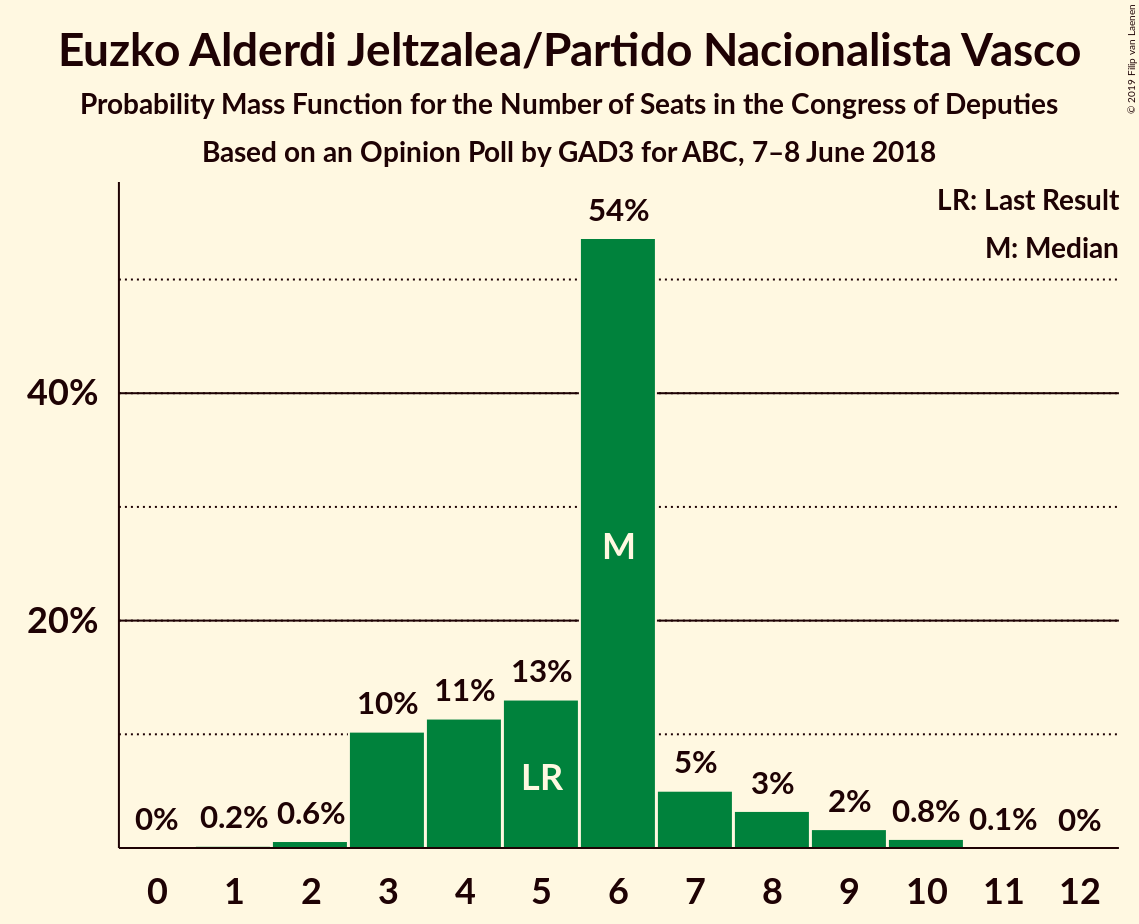 Euzko Alderdi Jeltzalea/Partido Nacionalista Vasco
Probability Mass Function for the Number of Seats in the Congress of Deputies
Based on an Opinion Poll by GAD3 for ABC, 7–8 June 2018
© 2019 Filip van Laenen
LR: Last Result
M: Median
40%
20%
0% 0.2% 0.6% 10% 11% 13% 54% 5% 3% 2% 0.8% 0.1% 0%
M
LR
0 1 2 3 4 5 6 7 8 9 10 11 12